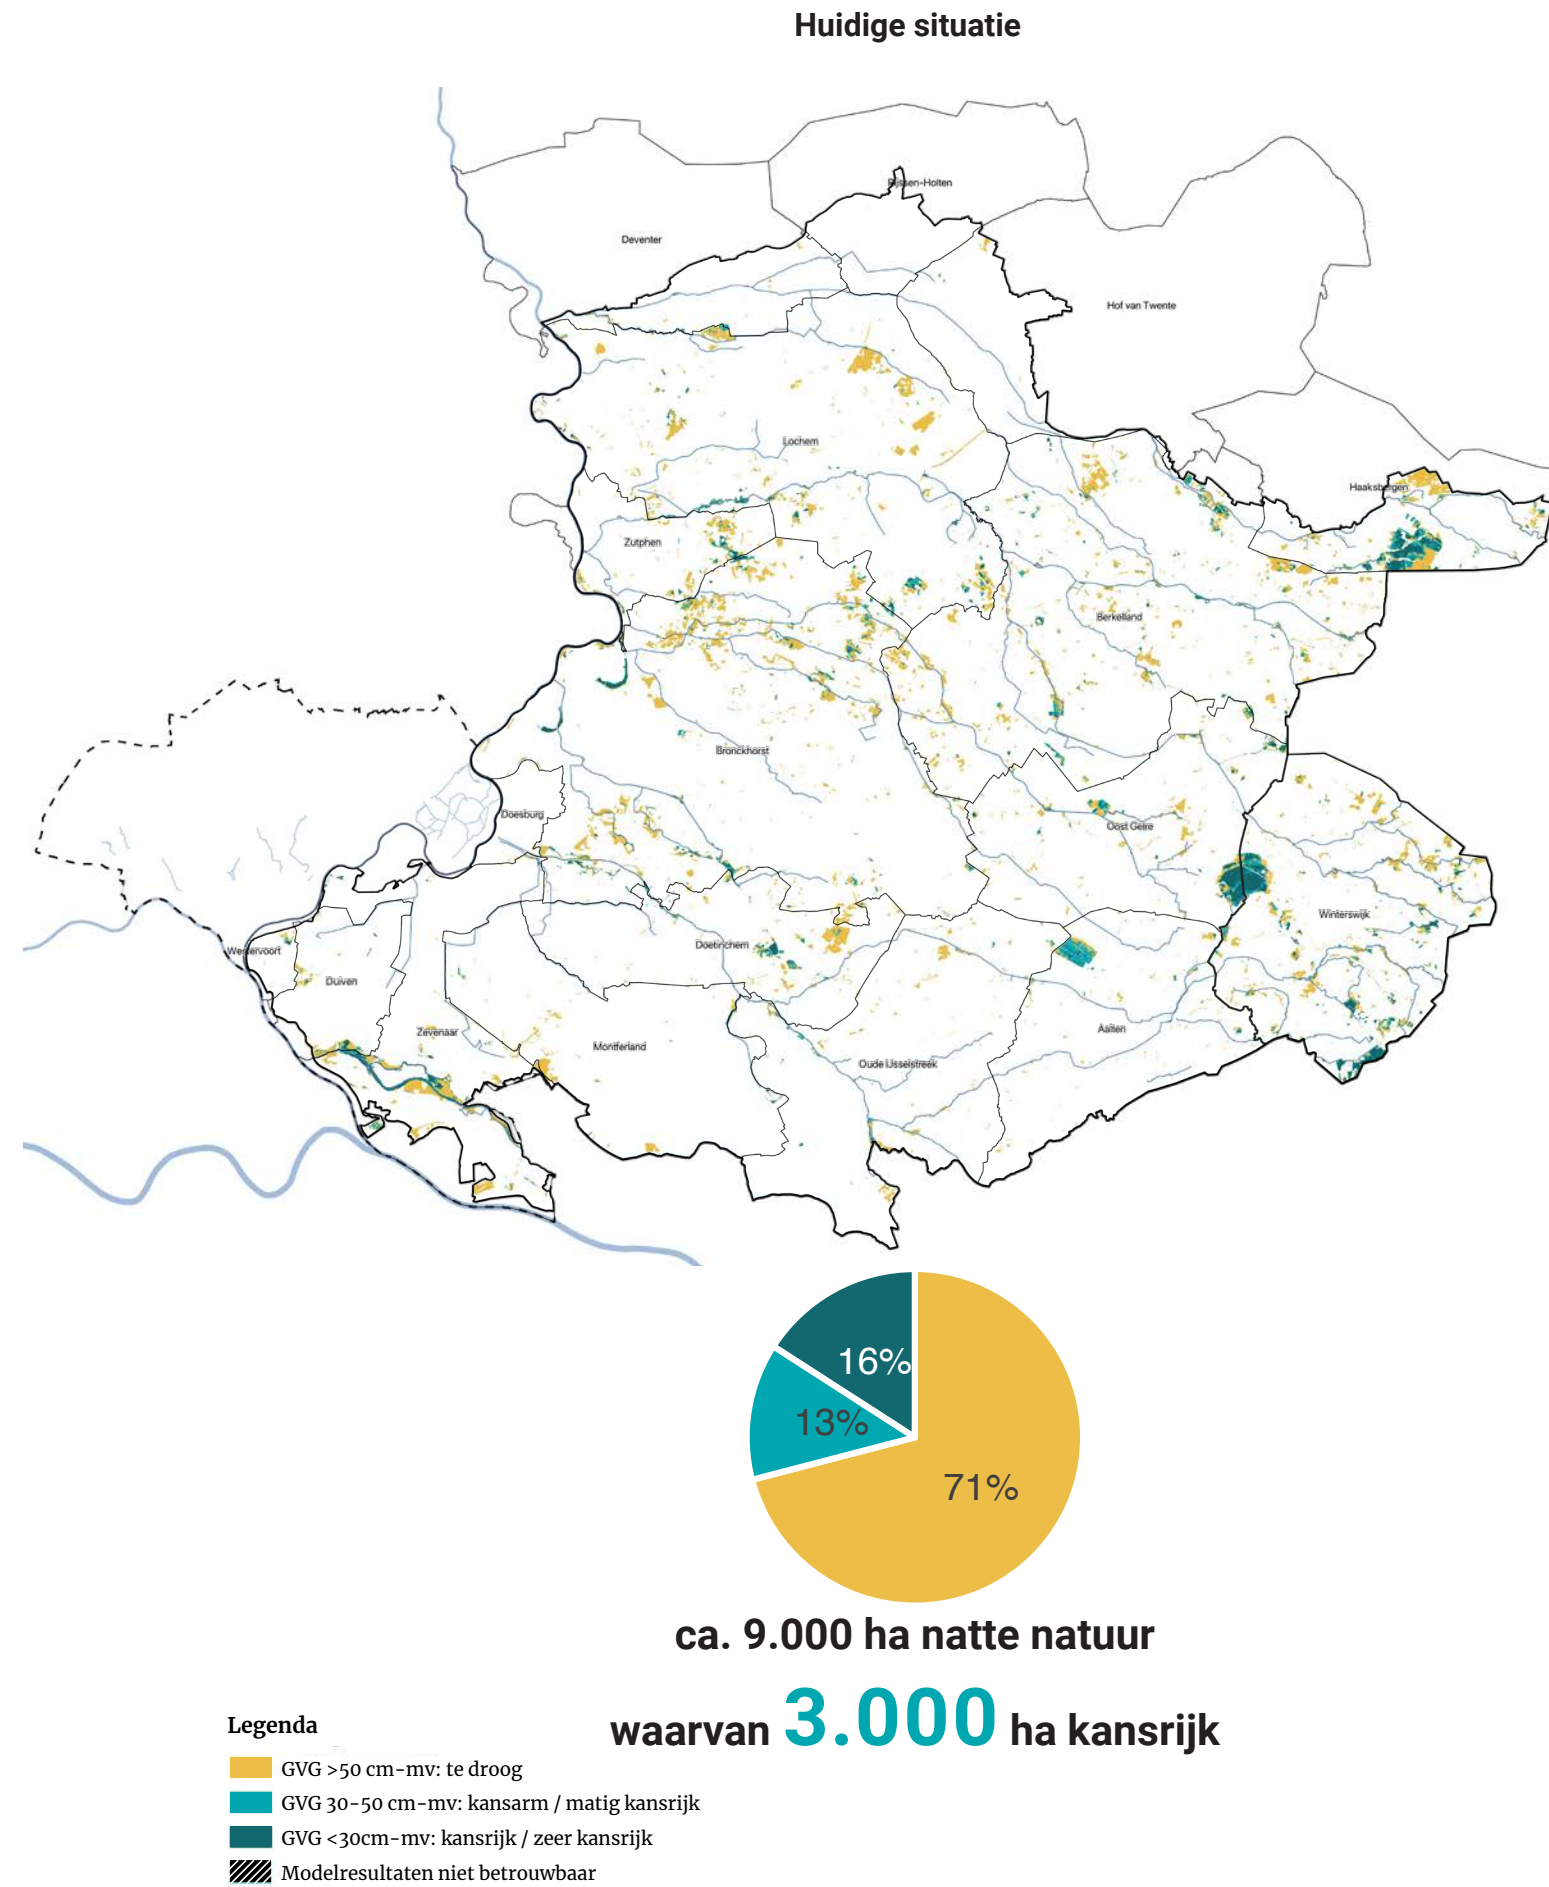 Huidige situatie
Rijssen-Holten
Deventer
Hof van Twente
Lochem
Haaksbergen
Zutphen
Berkelland
Bronckhorst
Doesburg
Oost Gelre
Winterswijk
Westervoort
Doetinchem
Duiven
Zevenaar
Montferland
Aalten
Oude IJsselstreek
16%
13%
71%
ca. 9.000 ha natte natuur
waarvan 3.000 ha kansrijk
Legenda
GVG >50 cm-mv: te droog
GVG 30-50 cm-mv: kansarm / matig kansrijk
GVG <30cm-mv: kansrijk / zeer kansrijk
Modelresultaten niet betrouwbaar